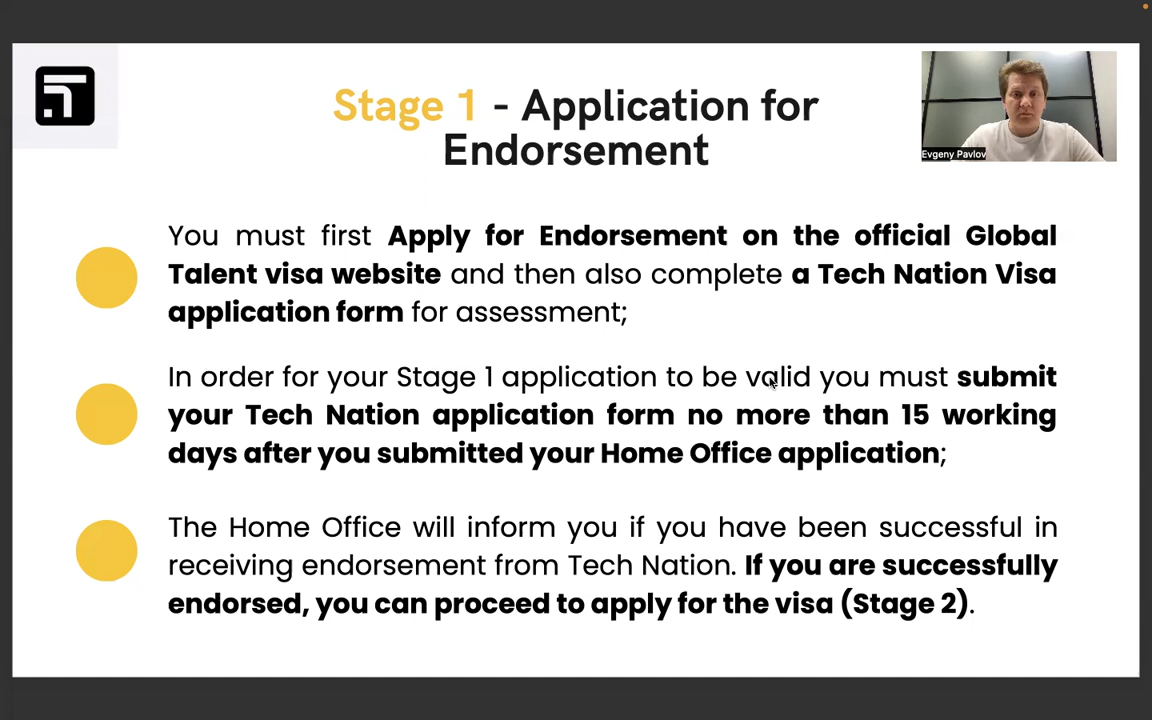 Stage 1 - Application for
Endorsement
Evgeny Pavlov
You must first Apply for Endorsement on the official Global
Talent visa website and then also complete a Tech Nation Visa
application form for assessment;
In order for your Stage 1 application to be valid you must submit
your Tech Nation application form no more than 15 working
days after you submitted your Home Office application;
The Home Office will inform you if you have been successful in
receiving endorsement from Tech Nation. If you are successfully
endorsed, you can proceed to apply for the visa (Stage 2).